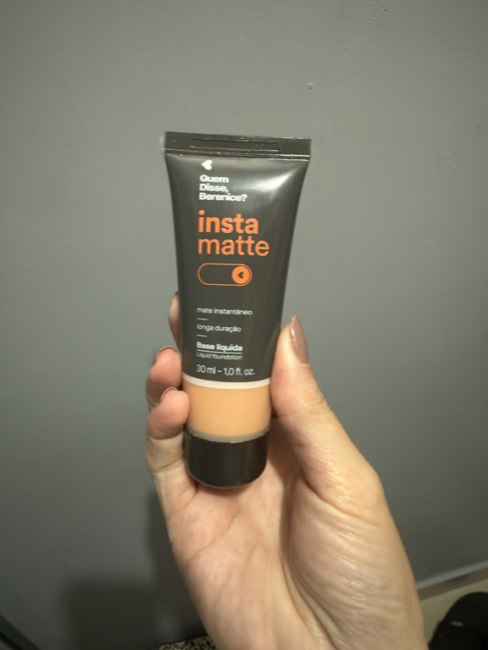 Quem
Disse,
Berenice?
insta
matte
mate instantâneo
longa duração
Base líquida
Liquid foundation
30 ml - 1,0 fl. oz.